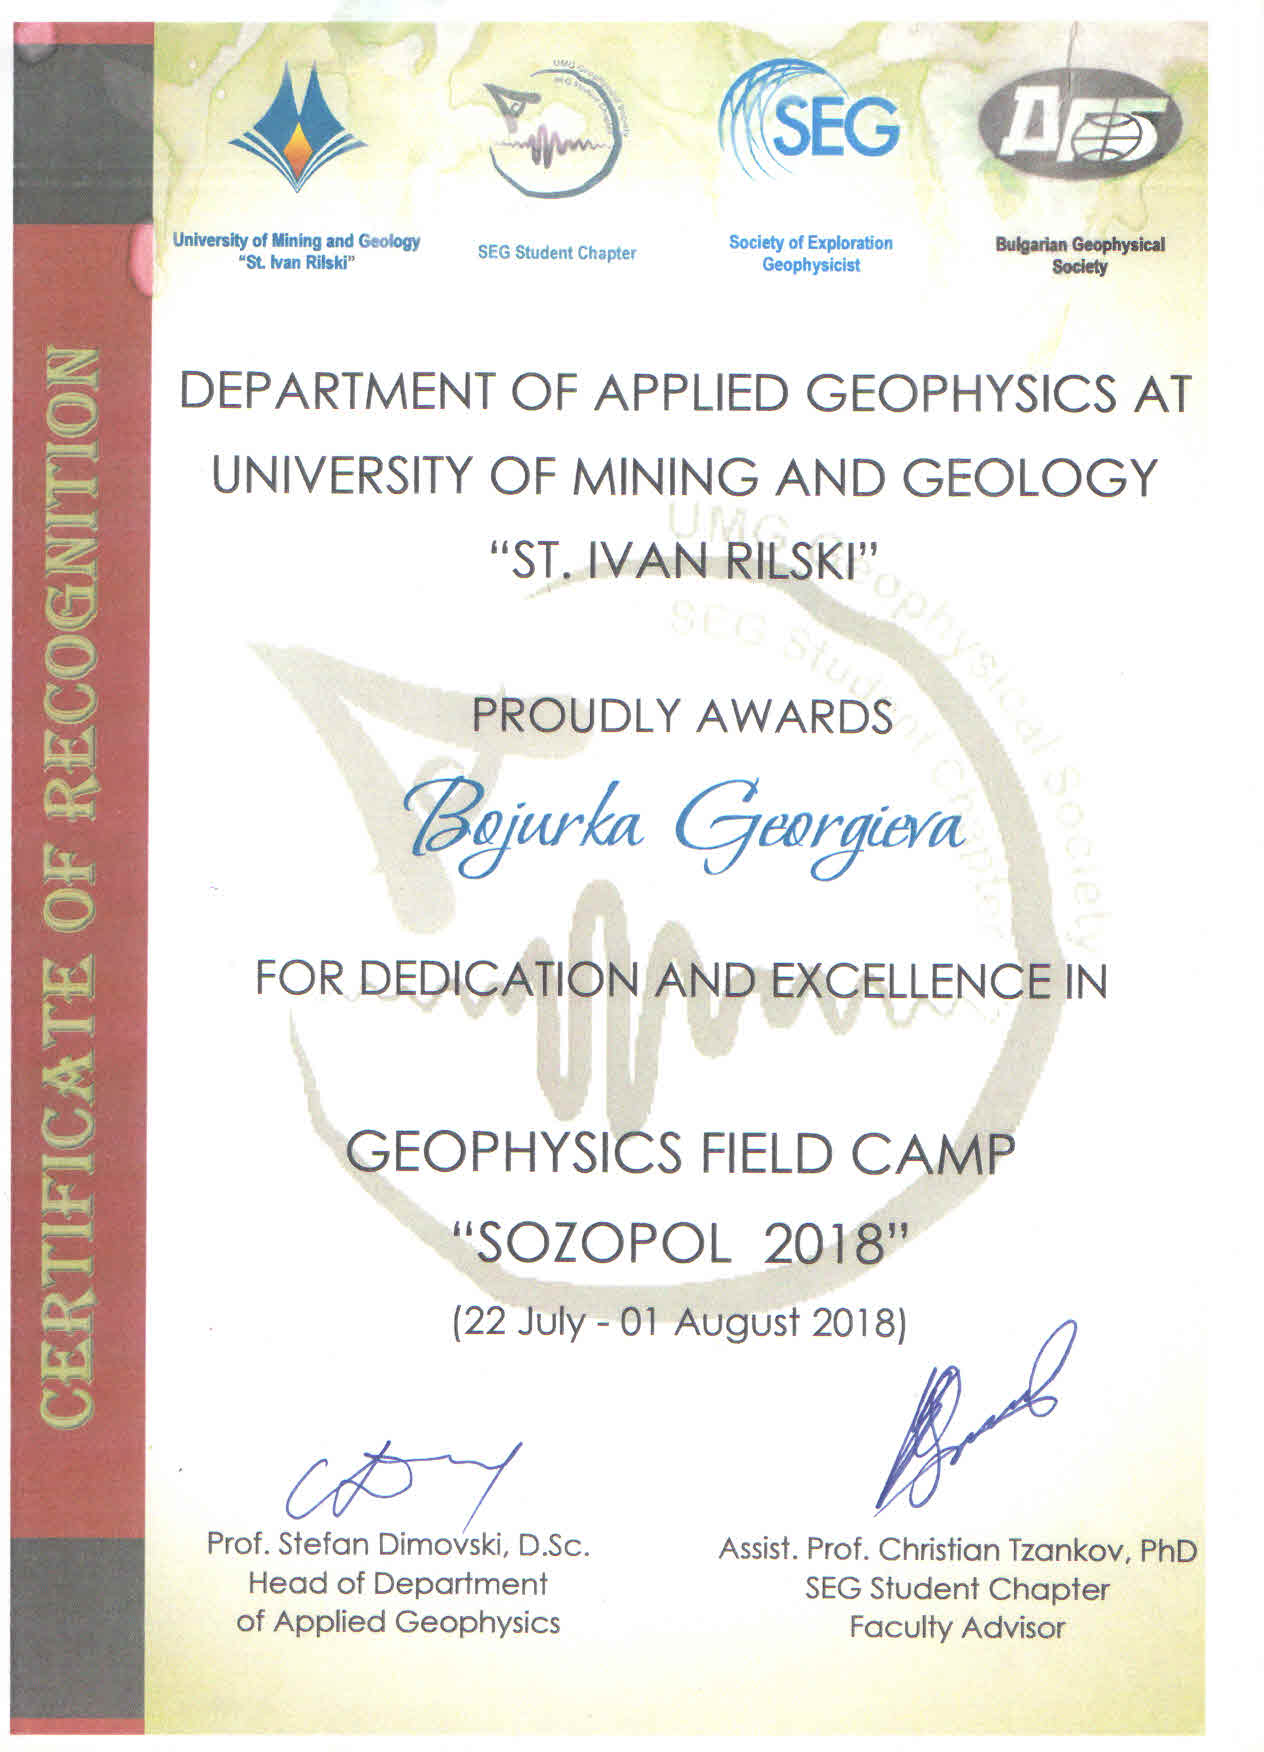 University of Mining and Geology
“St. Ivan Rilski”
UMG Geophysical Society
SEG Student Chapter
SEG Student Chapter
SEG
Society of Exploration
Geophysicist
ДГБ
Bulgarian Geophysical
Society
CERTIFICATE OF RECOGNITION
DEPARTMENT OF APPLIED GEOPHYSICS AT
UNIVERSITY OF MINING AND GEOLOGY
“ST. IVAN RILSKI”
UMG Geophysical Society
SEG Student Chapter
PROUDLY AWARDS
Bojurka Georgieva
FOR DEDICATION AND EXCELLENCE IN
GEOPHYSICS FIELD CAMP
“SOZOPOL 2018”
(22 July - 01 August 2018)
Prof. Stefan Dimovski, D.Sc.
Head of Department
of Applied Geophysics
Assist. Prof. Christian Tzankov, PhD
SEG Student Chapter
Faculty Advisor